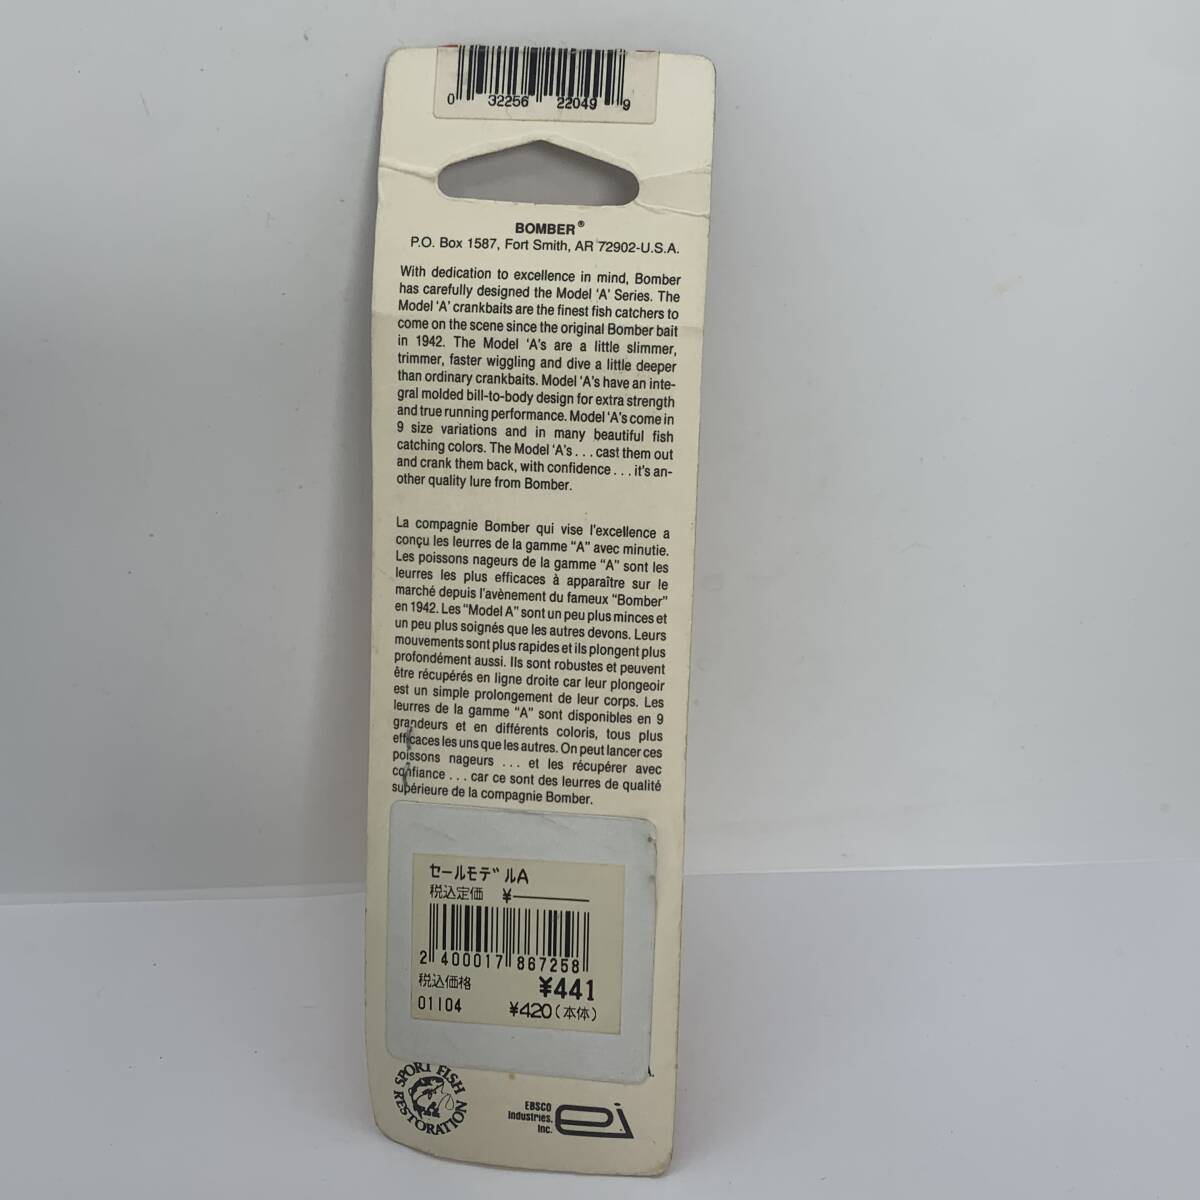 0 32256 22049 9
BOMBER®
P.O. Box 1587, Fort Smith, AR 72902-U.S.A.
With dedication to excellence in mind, Bomber
has carefully designed the Model 'A' Series. The
Model 'A' crankbaits are the finest fish catchers to
come on the scene since the original Bomber bait
in 1942. The Model 'A's are a little slimmer,
trimmer, faster wiggling and dive a little deeper
than ordinary crankbaits. Model 'A's have an inte-
gral molded bill-to-body design for extra strength
and true running performance. Model 'A's come in
9 size variations and in many beautiful fish
catching colors. The Model 'A's . . . cast them out
and crank them back, with confidence . . . it's an-
other quality lure from Bomber.
La compagnie Bomber qui vise l'excellence a
conçu les leurres de la gamme "A" avec minutie.
Les poissons nageurs de la gamme "A" sont les
leurres les plus efficaces à apparaître sur le
marché depuis l'avènement du fameux "Bomber"
en 1942. Les "Model A" sont un peu plus minces et
un peu plus soignés que les autres devons. Leurs
mouvements sont plus rapides et ils plongent plus
profondément aussi. Ils sont robustes et peuvent
être récupérés en ligne droite car leur plongeoir
est un simple prolongement de leur corps. Les
leurres de la gamme "A" sont disponibles en 9
grandeurs et en différents coloris, tous plus
efficaces les uns que les autres. On peut lancer ces
poissons nageurs . . . et les récupérer avec
confiance . . . car ce sont des leurres de qualité
supérieure de la compagnie Bomber.
セールモデルA
税込定価 ¥————
2 400017 867258
税込価格 ¥441
01104 ¥420(本体)
SPORT FISH
RESTORATION
EBSCO
Industries,
Inc.
ei